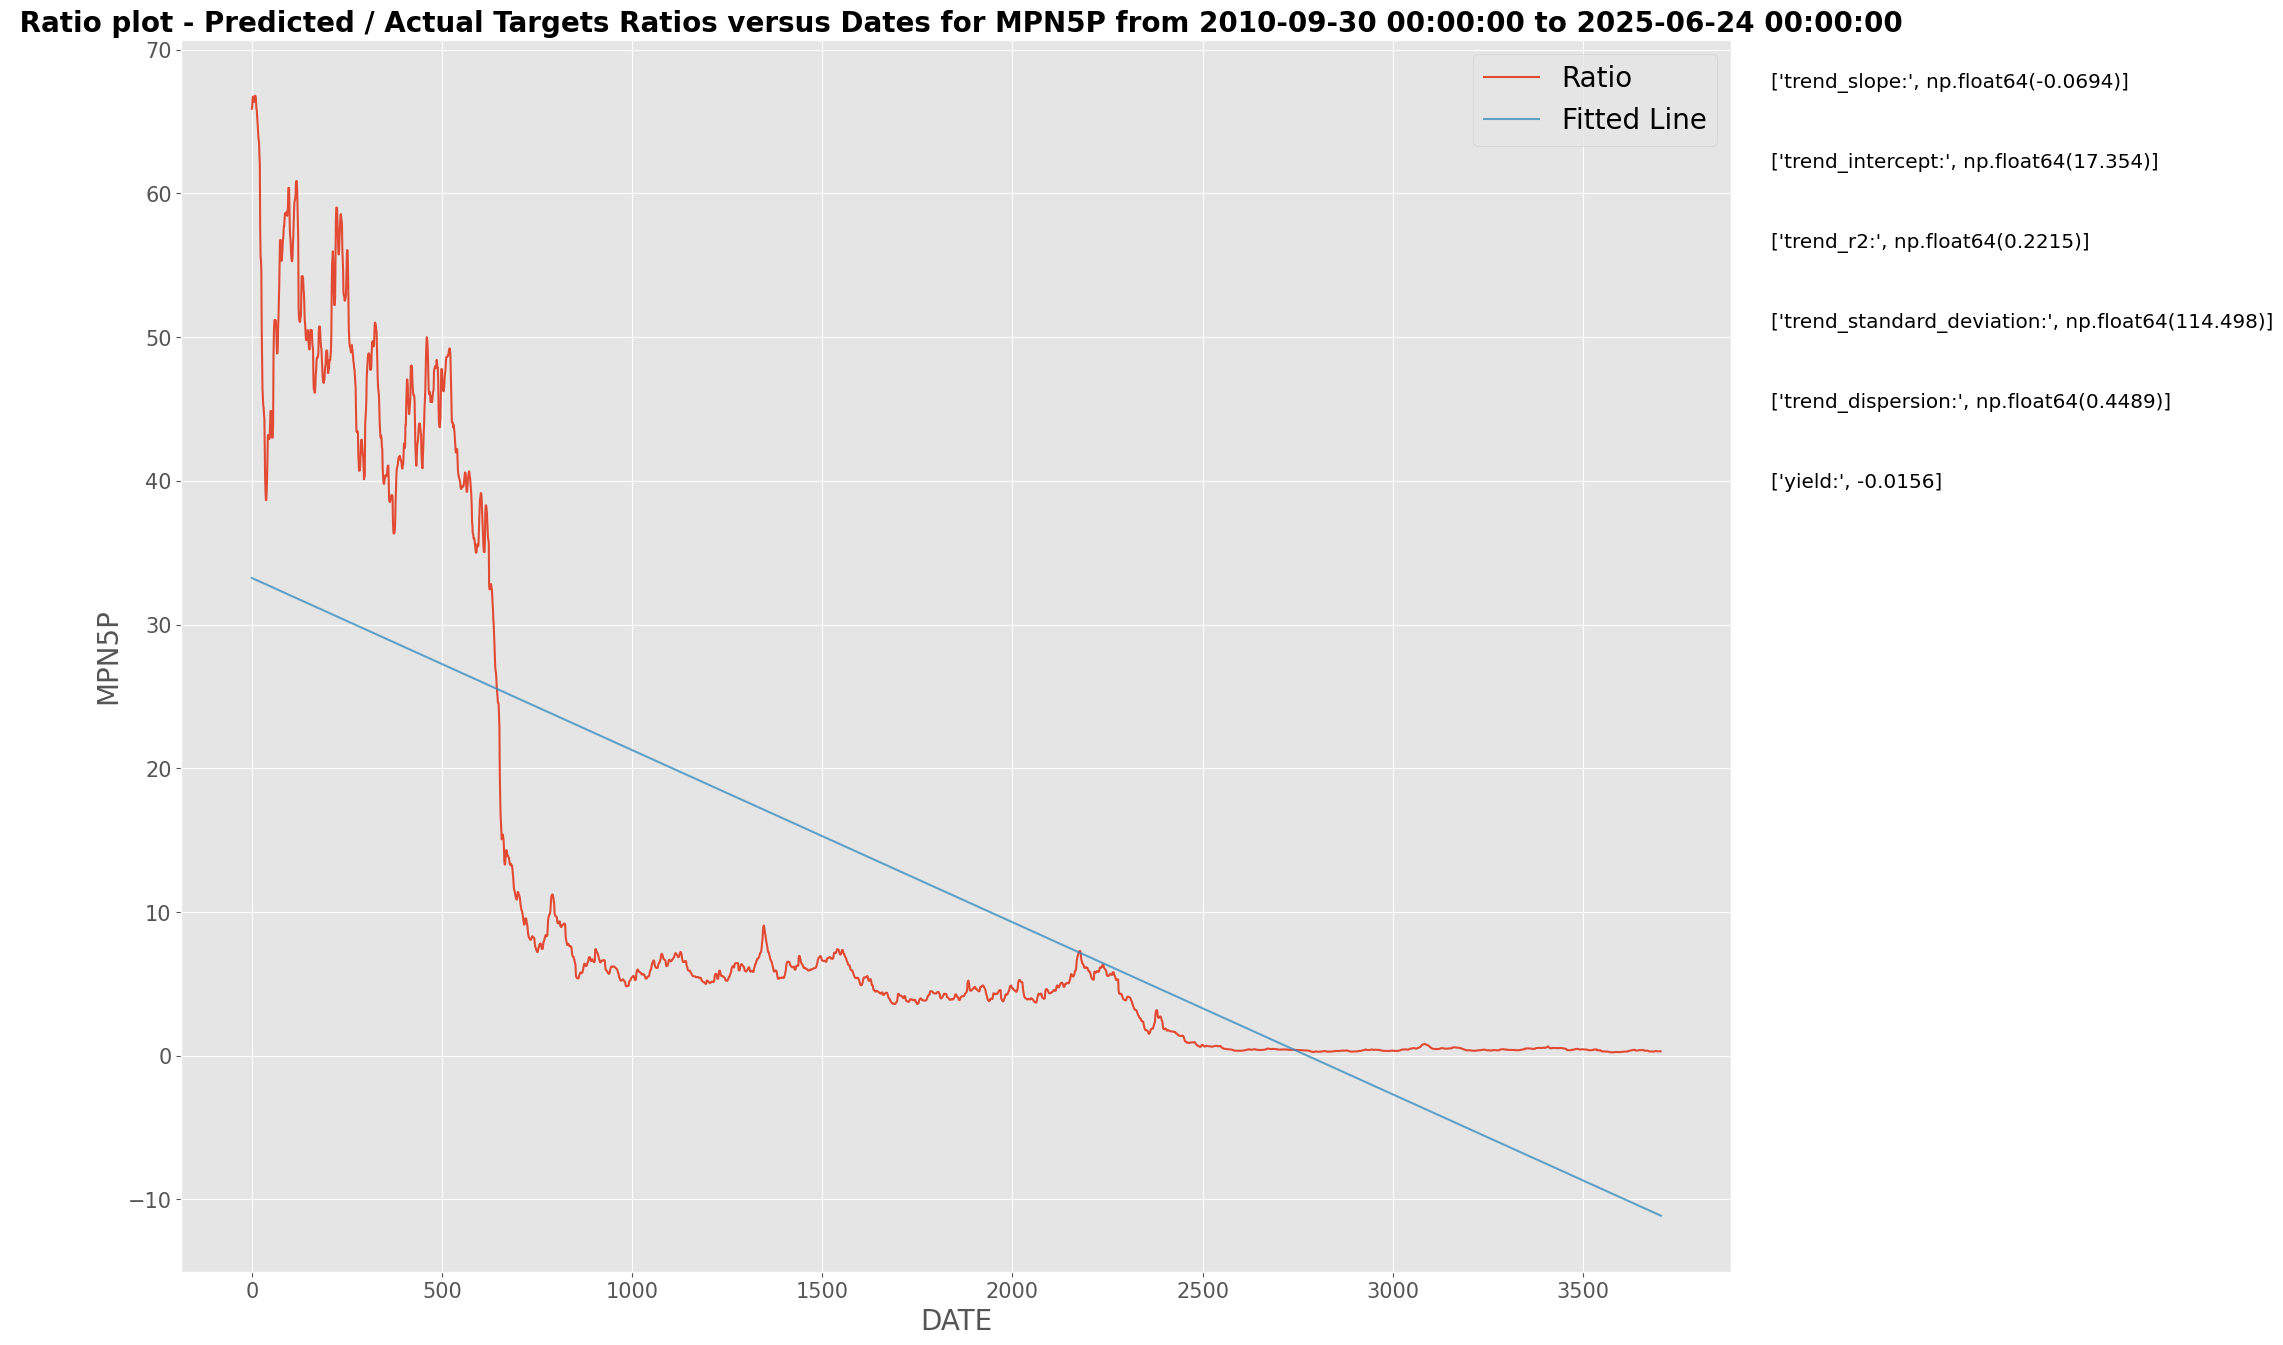 Ratio plot - Predicted / Actual Targets Ratios versus Dates for MPN5P from 2010-09-30 00:00:00 to 2025-06-24 00:00:00
70
60
50
40
30
20
10
0
−10
MPN5P
Ratio
Fitted Line
['trend_slope:', np.float64(-0.0694)]
['trend_intercept:', np.float64(17.354)]
['trend_r2:', np.float64(0.2215)]
['trend_standard_deviation:', np.float64(114.498)]
['trend_dispersion:', np.float64(0.4489)]
['yield:', -0.0156]
0 500 1000 1500 2000 2500 3000 3500
DATE